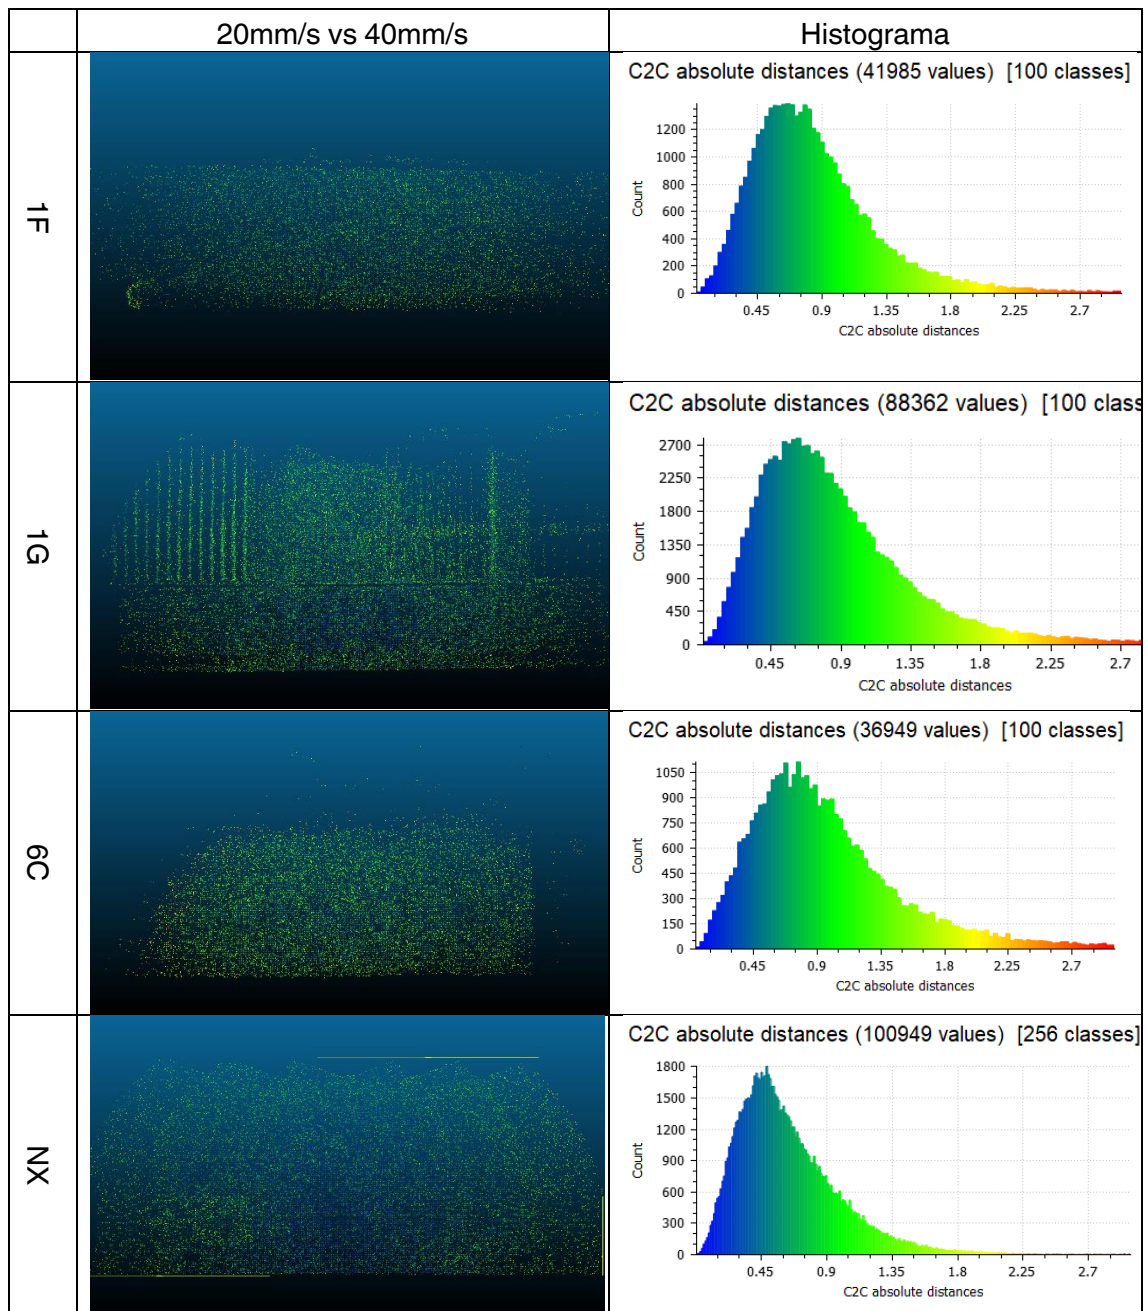 20mm/s vs 40mm/s
Histograma
1F
C2C absolute distances (41985 values) [100 classes]
Count
1200
1000
800
600
400
200
0
0.45 0.9 1.35 1.8 2.25 2.7
C2C absolute distances
1G
C2C absolute distances (88362 values) [100 class
Count
2700
2250
1800
1350
900
450
0
0.45 0.9 1.35 1.8 2.25 2.7
C2C absolute distances
6C
C2C absolute distances (36949 values) [100 classes]
Count
1050
900
750
600
450
300
150
0
0.45 0.9 1.35 1.8 2.25 2.7
C2C absolute distances
NX
C2C absolute distances (100949 values) [256 classes]
Count
1800
1500
1200
900
600
300
0
0.45 0.9 1.35 1.8 2.25 2.7
C2C absolute distances